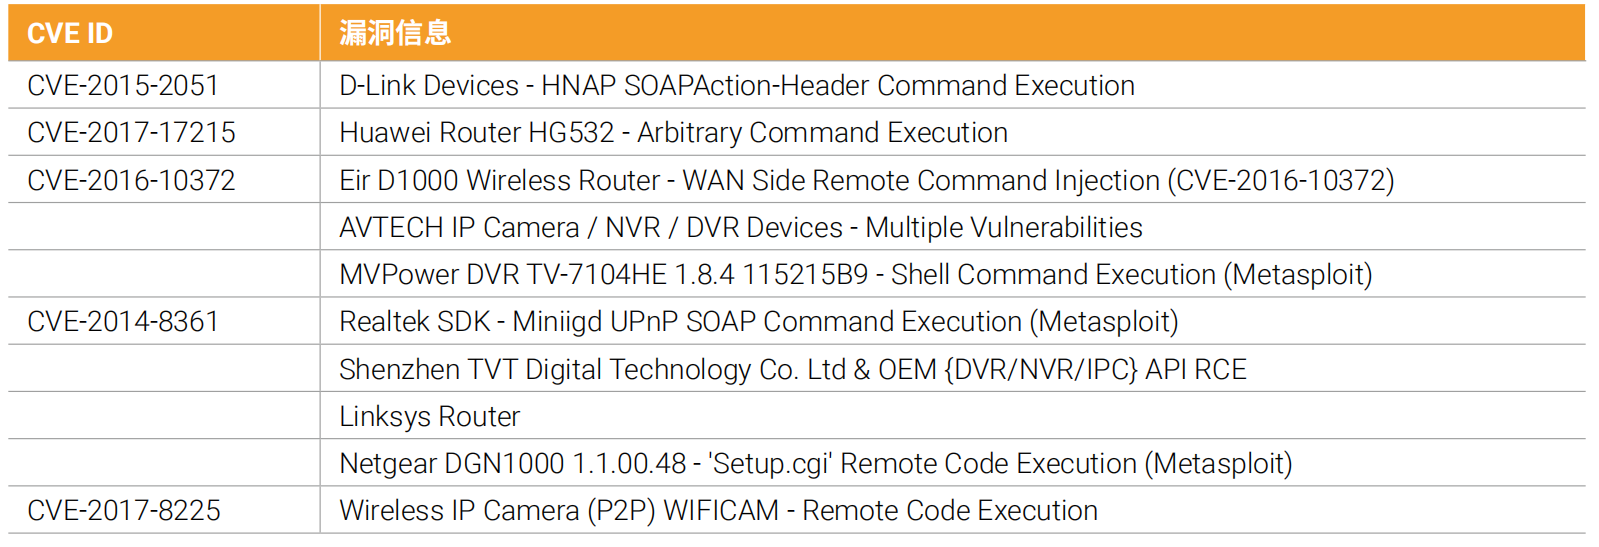 CVE ID 漏洞信息
CVE-2015-2051 D-Link Devices - HNAP SOAPAction-Header Command Execution
CVE-2017-17215 Huawei Router HG532 - Arbitrary Command Execution
CVE-2016-10372 Eir D1000 Wireless Router - WAN Side Remote Command Injection (CVE-2016-10372)
AVTECH IP Camera / NVR / DVR Devices - Multiple Vulnerabilities
MVPower DVR TV-7104HE 1.8.4 115215B9 - Shell Command Execution (Metasploit)
CVE-2014-8361 Realtek SDK - Miniigd UPnP SOAP Command Execution (Metasploit)
Shenzhen TVT Digital Technology Co. Ltd & OEM {DVR/NVR/IPC} API RCE
Linksys Router
Netgear DGN1000 1.1.00.48 - 'Setup.cgi' Remote Code Execution (Metasploit)
CVE-2017-8225 Wireless IP Camera (P2P) WIFICAM - Remote Code Execution